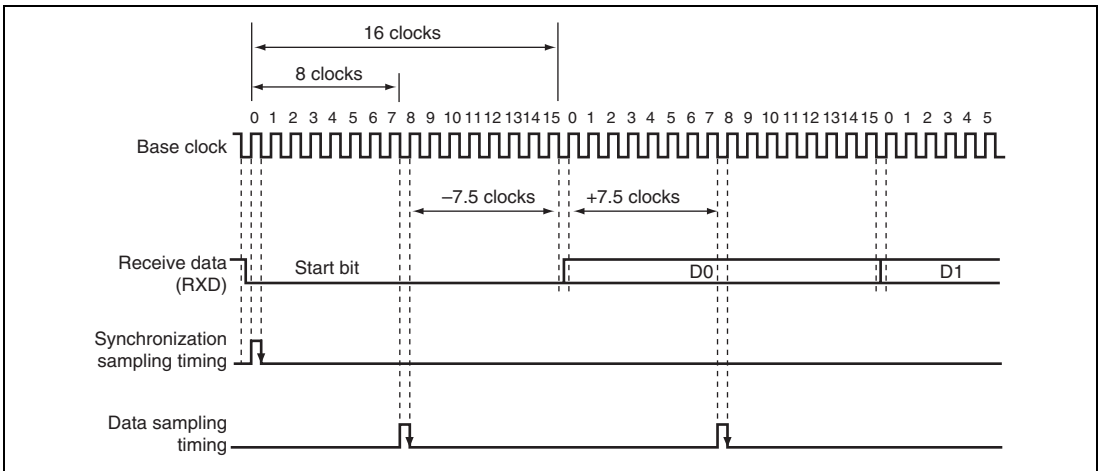 16 clocks
8 clocks
0 1 2 3 4 5 6 7 8 9 10 11 12 13 14 15 0 1 2 3 4 5 6 7 8 9 10 11 12 13 14 15 0 1 2 3 4 5
Base clock
–7.5 clocks +7.5 clocks
Receive data
(RXD)
Start bit D0 D1
Synchronization
sampling timing
Data sampling
timing